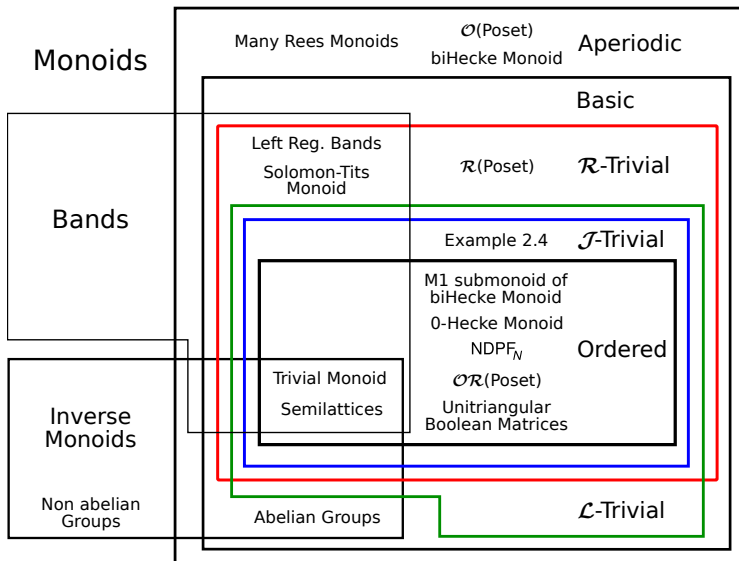 Monoids
Many Rees Monoids
𝒪(Poset)
biHecke Monoid
Aperiodic
Basic
Left Reg. Bands
Solomon-Tits
Monoid
ℛ(Poset)
ℛ-Trivial
Bands
Example 2.4
𝒥-Trivial
M1 submonoid of
biHecke Monoid
0-Hecke Monoid
NDPF_N
Ordered
Trivial Monoid
𝒪ℛ(Poset)
Semilattices
Unitriangular
Boolean Matrices
Inverse
Monoids
Non abelian
Groups
Abelian Groups
ℒ-Trivial